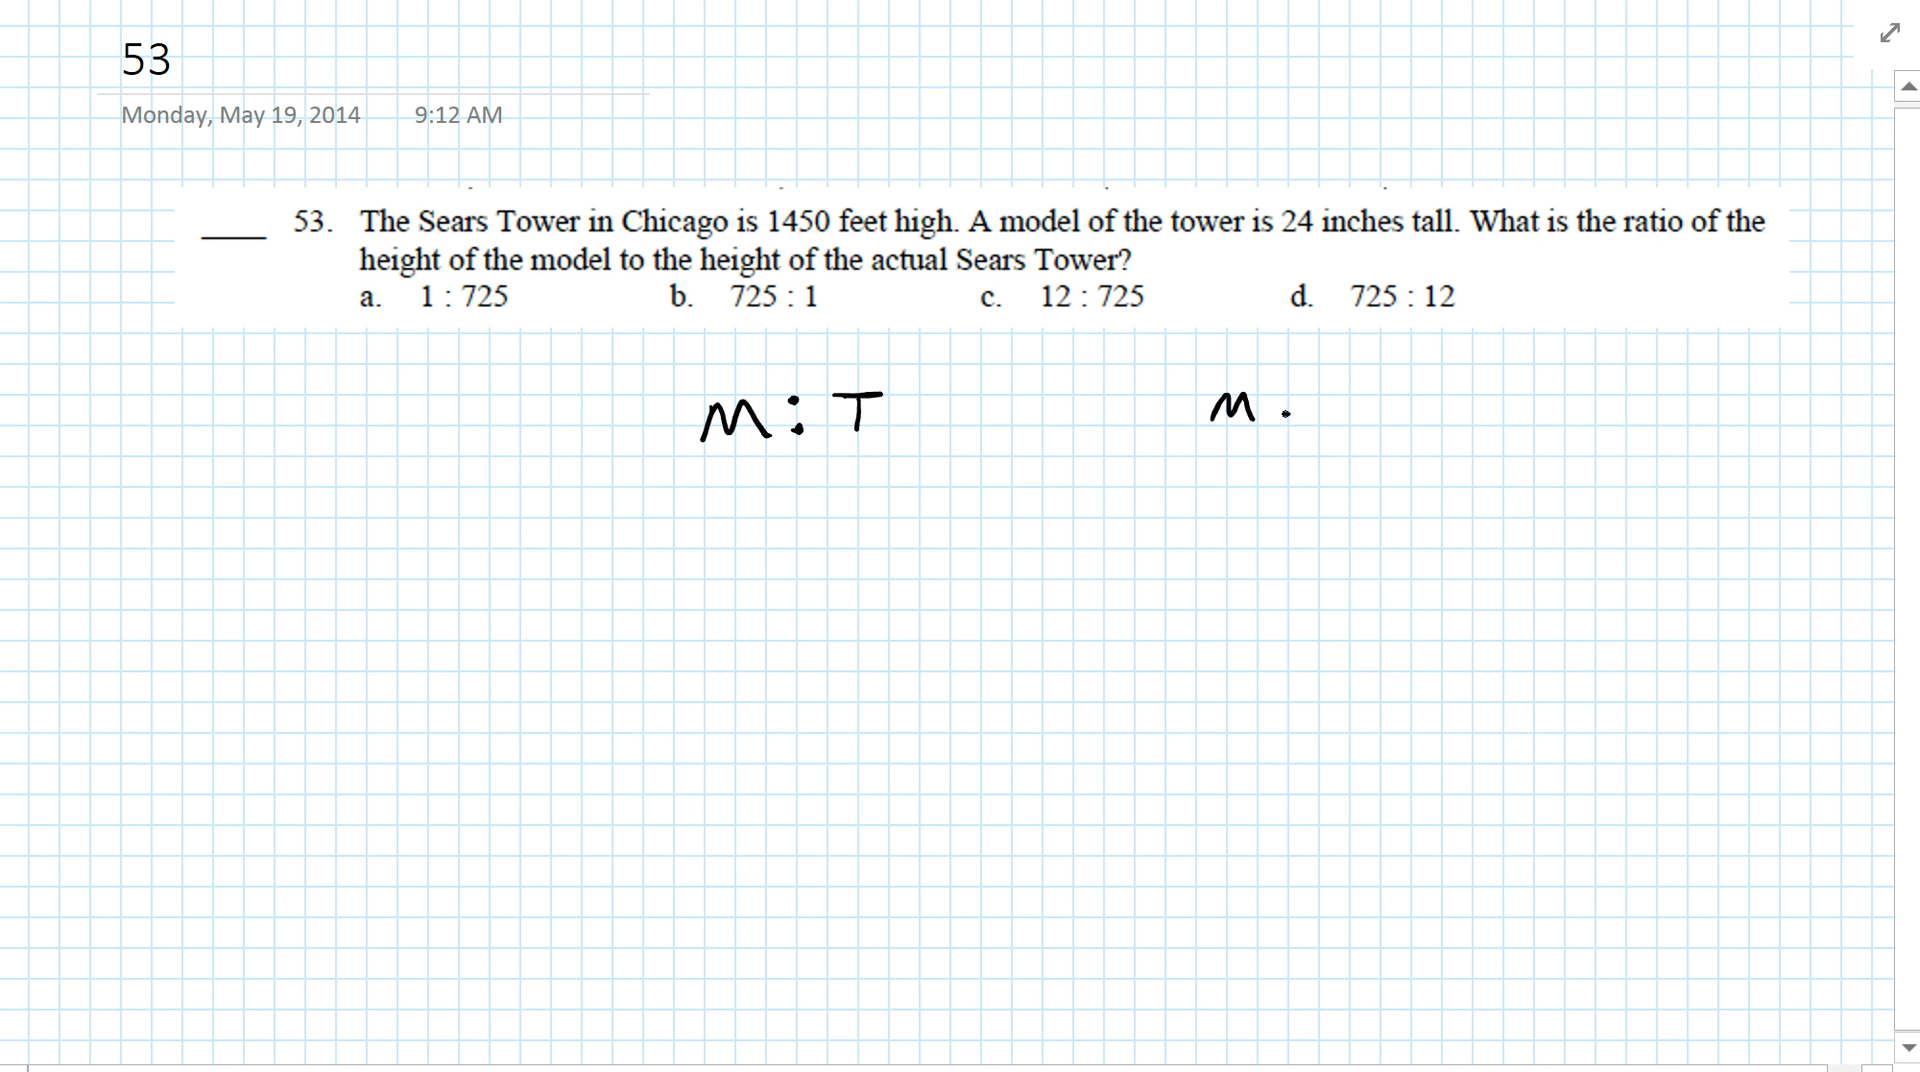 53
Monday, May 19, 2014 9:12 AM
____ 53. The Sears Tower in Chicago is 1450 feet high. A model of the tower is 24 inches tall. What is the ratio of the
height of the model to the height of the actual Sears Tower?
a. 1 : 725 b. 725 : 1 c. 12 : 725 d. 725 : 12
M : T M .